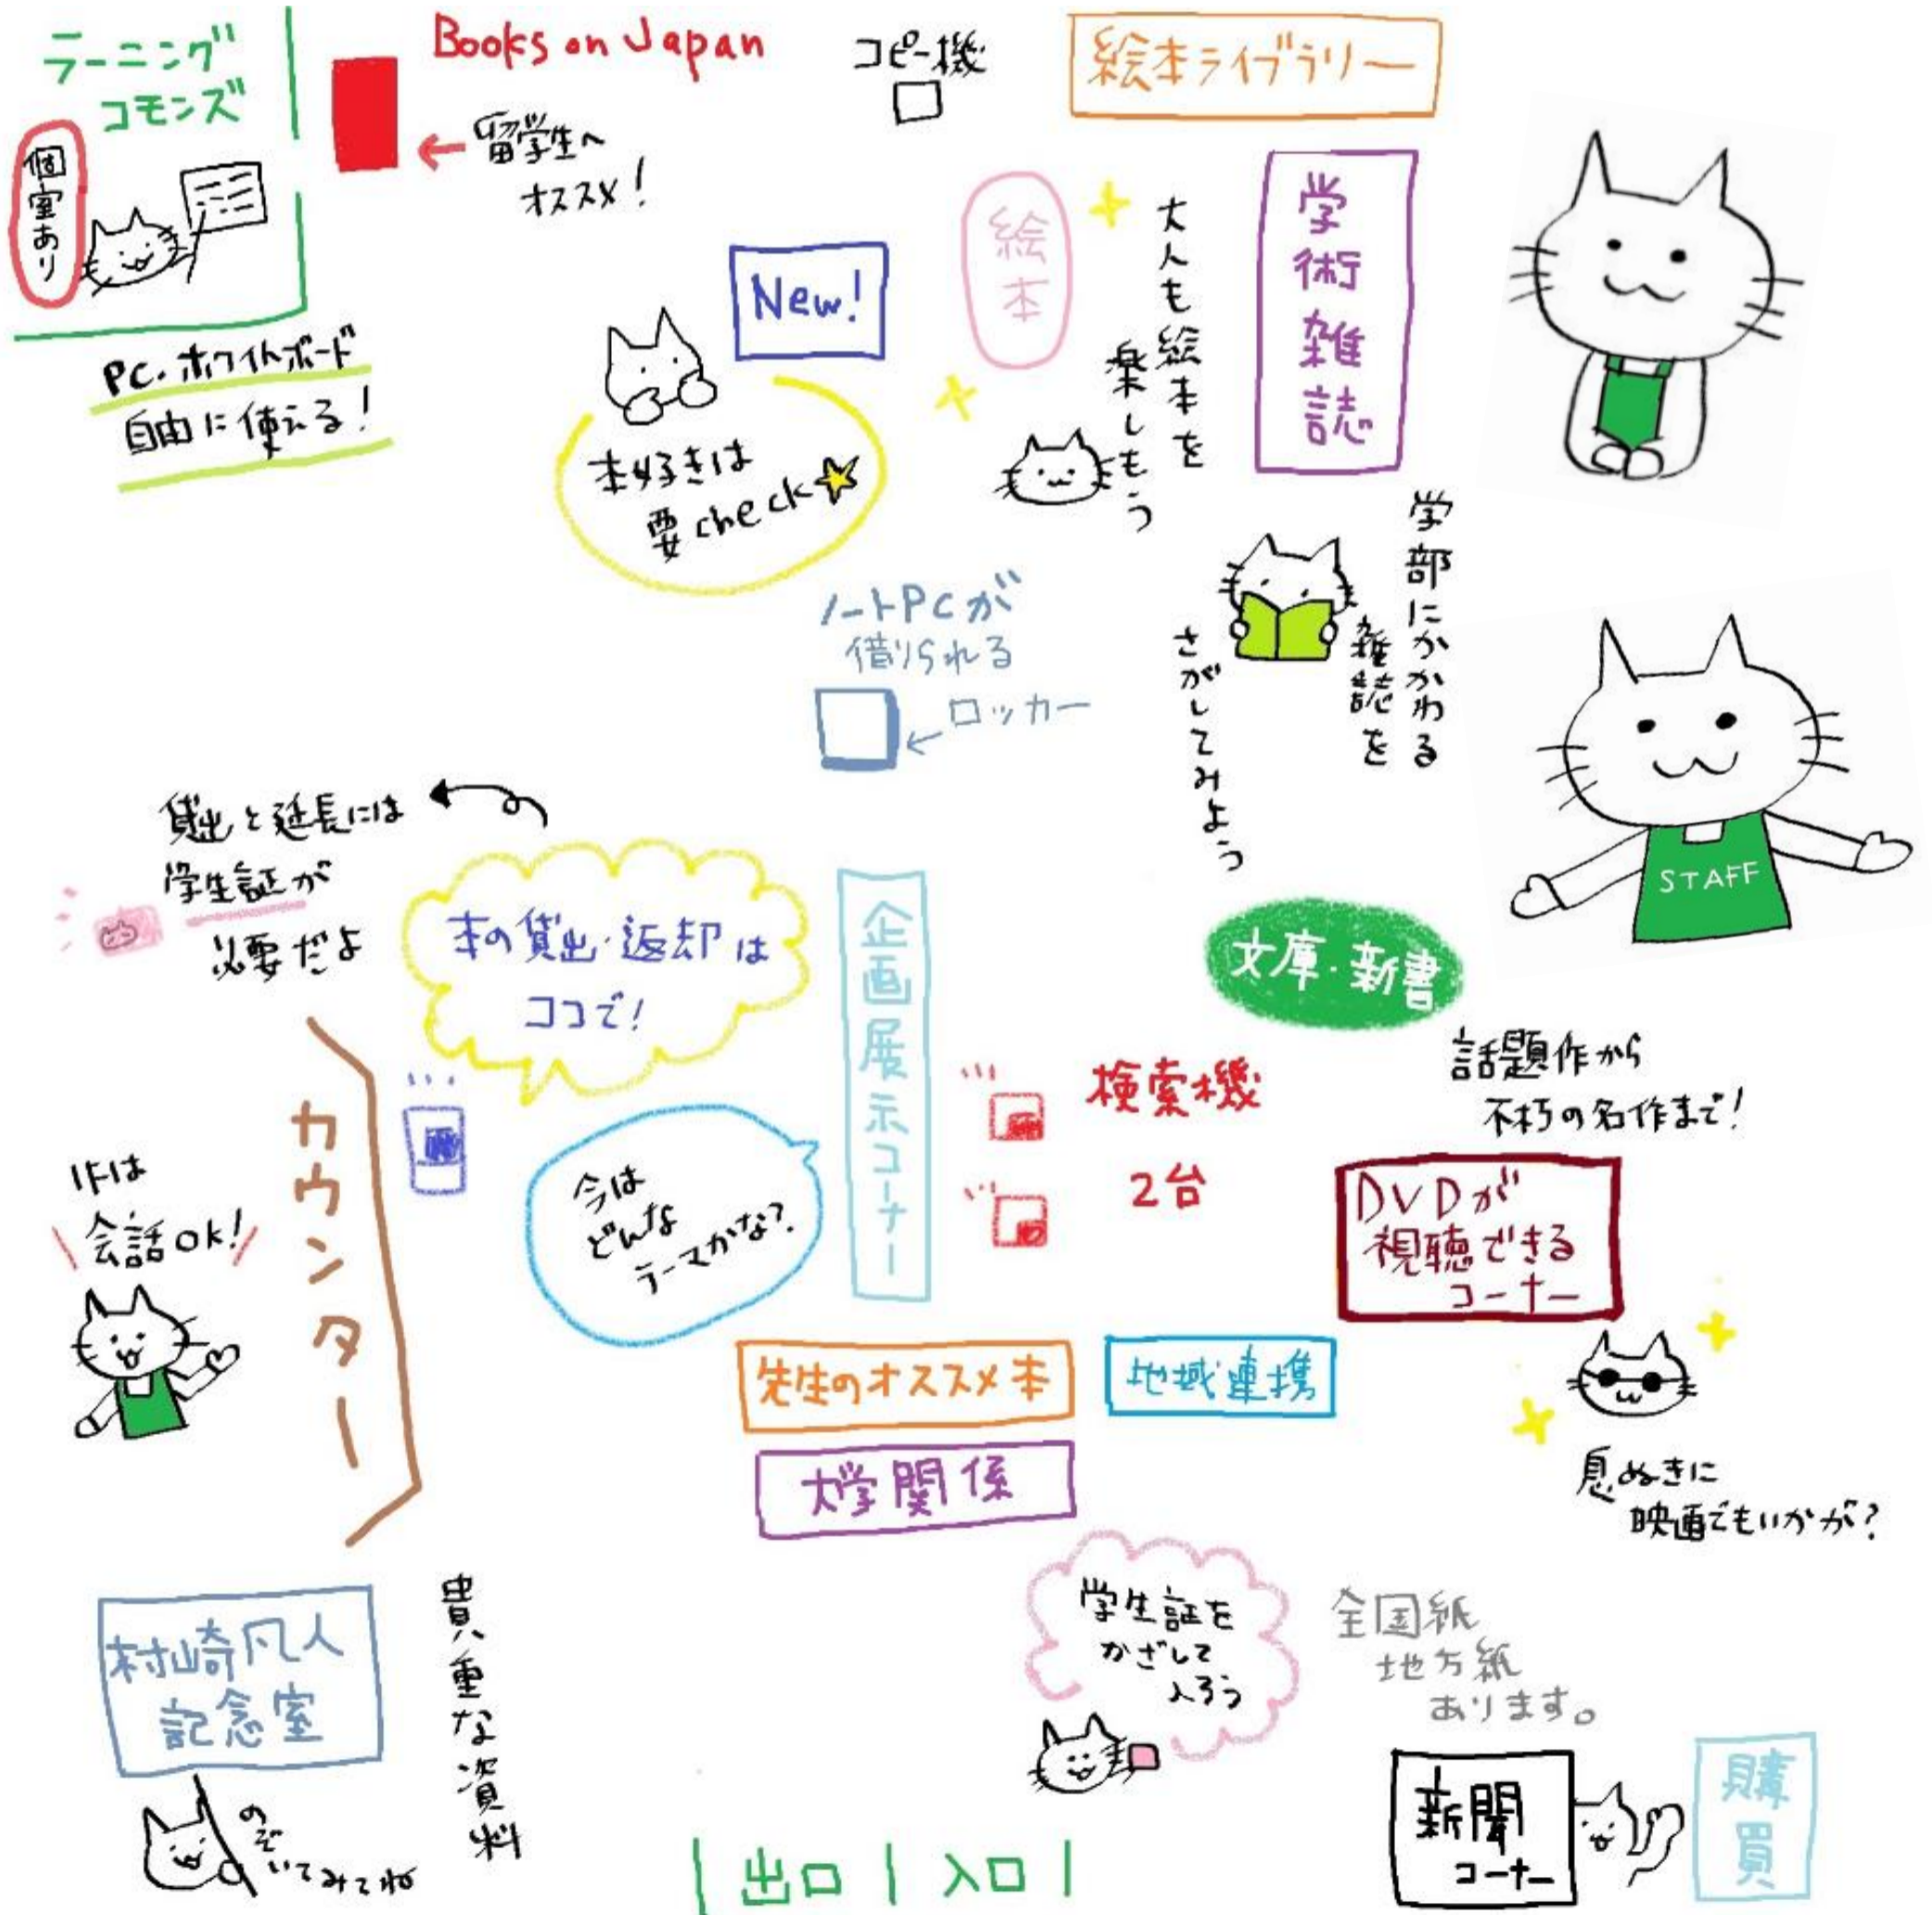 ラーニング
コモンズ
個室あり
PC・ホワイトボード
自由に使える!
Books on Japan
←留学生へ
オススメ!
コピー機
絵本ライブラリー
New!
本好きは
要check☆
絵本
大人も絵本を
楽しもう
学術雑誌
学部にかかわる
雑誌を
さがしてみよう
ノートPCが
借りられる
←ロッカー
STAFF
貸出と延長には
学生証が
必要だよ
本の貸出・返却は
ココで!
企画展示コーナー
今は
どんな
テーマかな?
文庫・新書
話題作から
不朽の名作まで!
検索機
2台
DVDが
視聴できる
コーナー
息ぬきに
映画でもいかが?
カウンター
1Fは
会話OK!
先生のオススメ本
地域連携
大学関係
村崎凡人
記念室
貴重な資料
のぞいてみてね
学生証を
かざして
入ろう
全国紙
地方紙
あります。
新聞
コーナー
購買
出口
入口